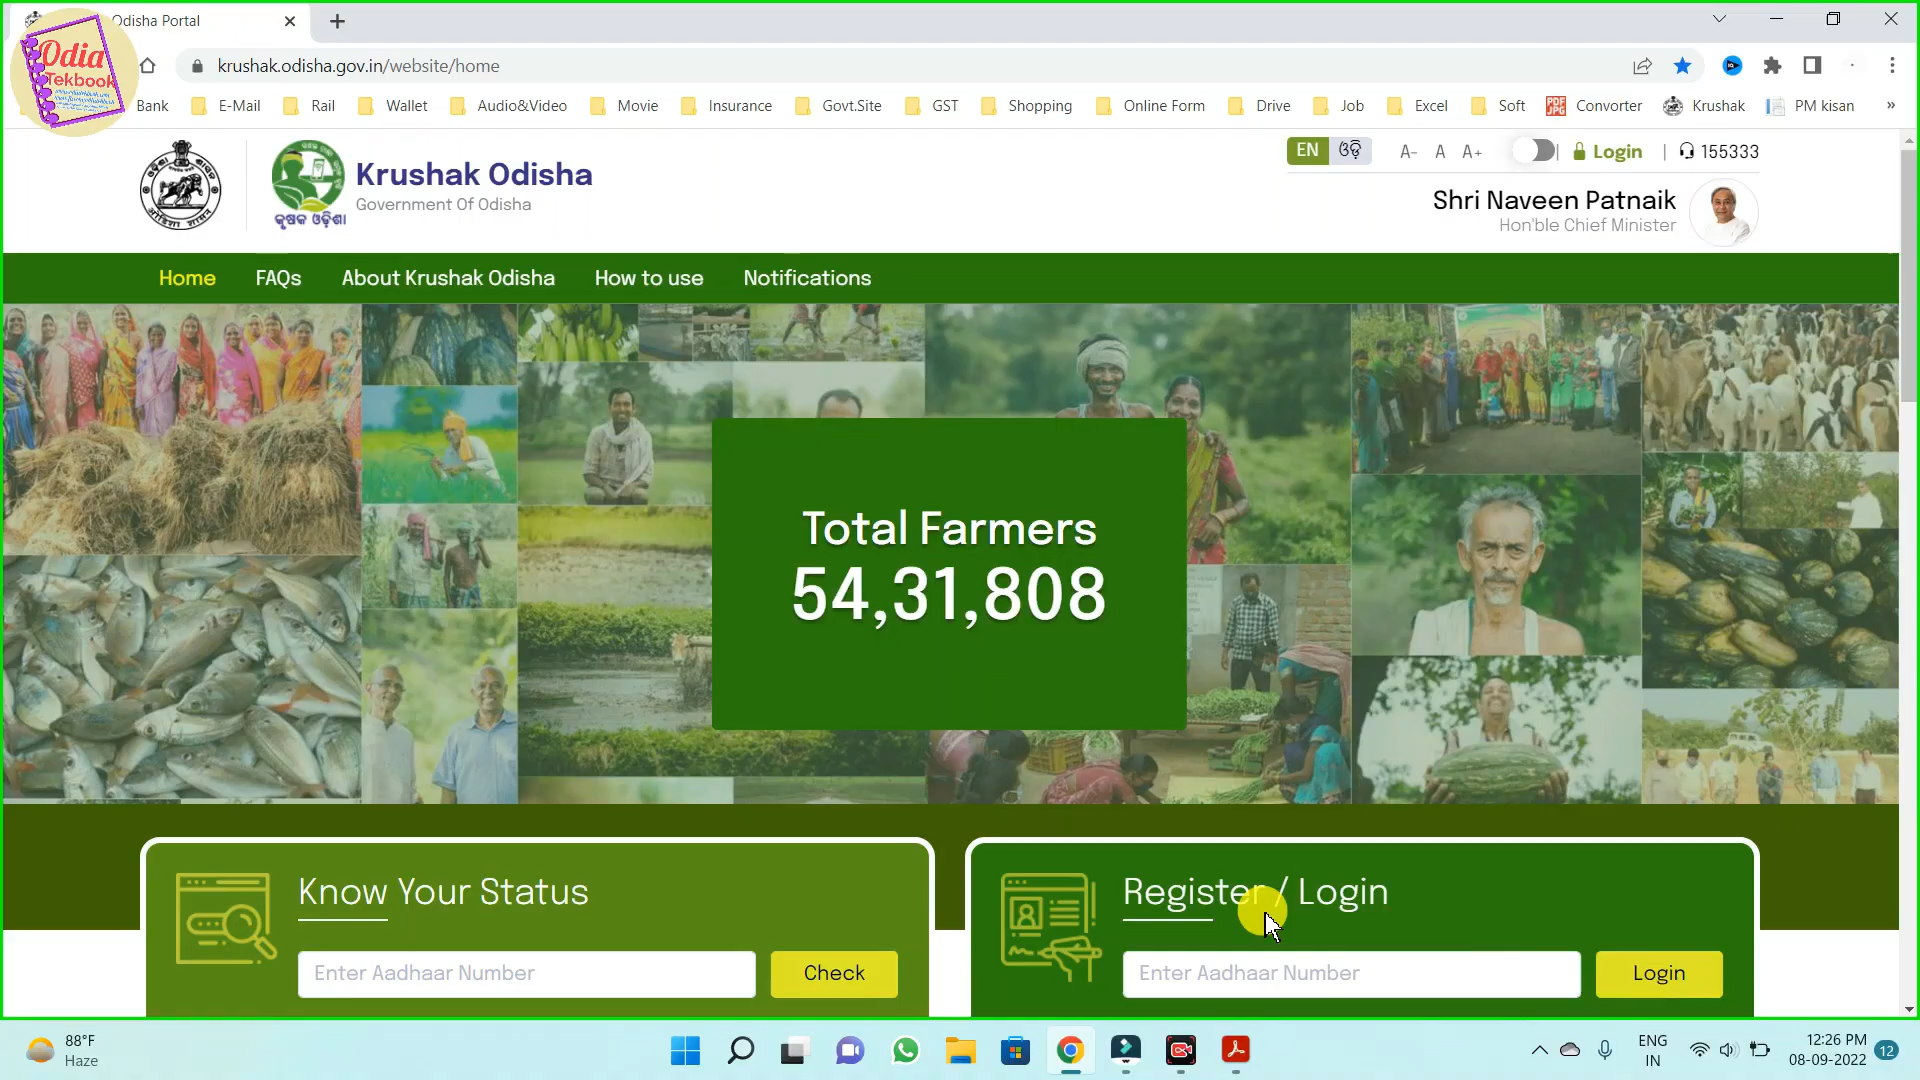 Odisha Portal
Odia
Tekbook
krushak.odisha.gov.in/website/home
Bank E-Mail Rail Wallet Audio&Video Movie Insurance Govt.Site GST Shopping Online Form Drive Job Excel Soft Convorter Krushak PM kisan »
EN ଓଡ଼ି A- A A+ | Login | 155333
Krushak Odisha
Government Of Odisha
କୃଷକ ଓଡ଼ିଶା
Shri Naveen Patnaik
Hon'ble Chief Minister
Home FAQs About Krushak Odisha How to use Notifications
Total Farmers
54,31,808
Know Your Status
Enter Aadhaar Number Check
Register / Login
Enter Aadhaar Number Login
88°F
Haze
ENG
IN
12:26 PM
08-09-2022
12